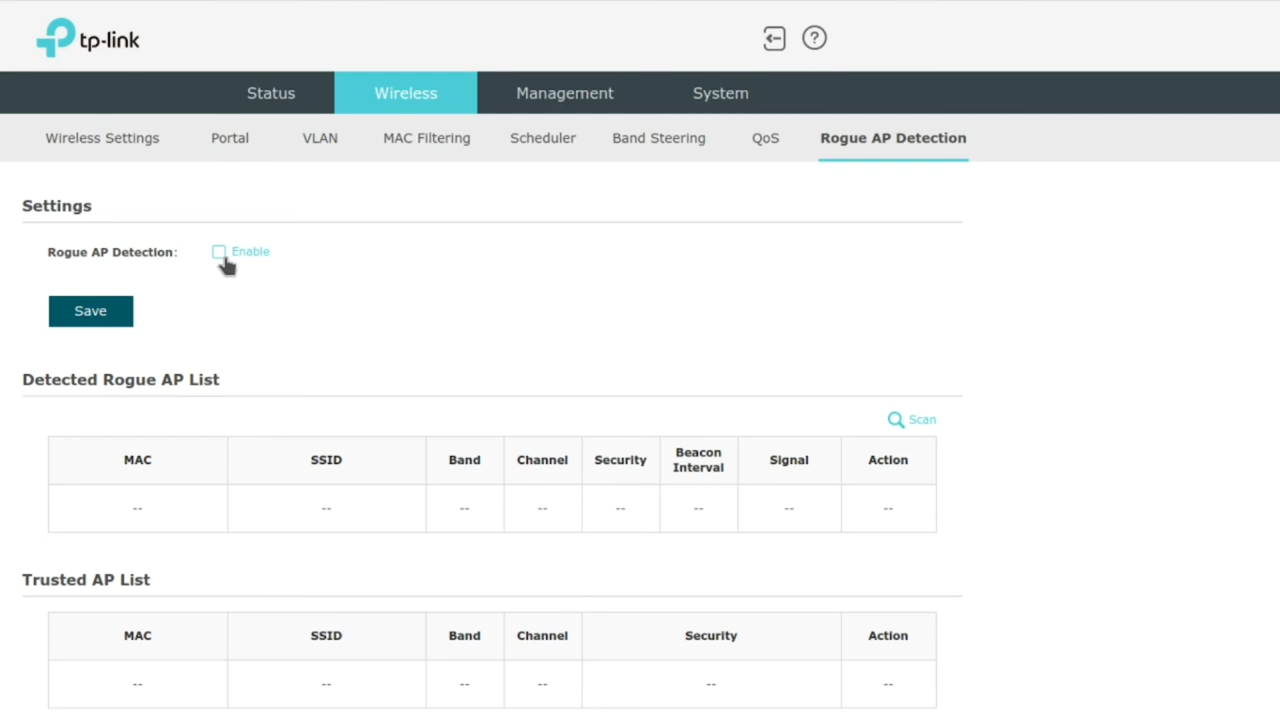 tp-link
?
Status Wireless Management System
Wireless Settings Portal VLAN MAC Filtering Scheduler Band Steering QoS Rogue AP Detection
Settings
Rogue AP Detection: Enable
Save
Detected Rogue AP List
Scan
MAC SSID Band Channel Security Beacon Interval Signal Action
-- -- -- -- -- -- -- --
Trusted AP List
MAC SSID Band Channel Security Action
-- -- -- -- -- --